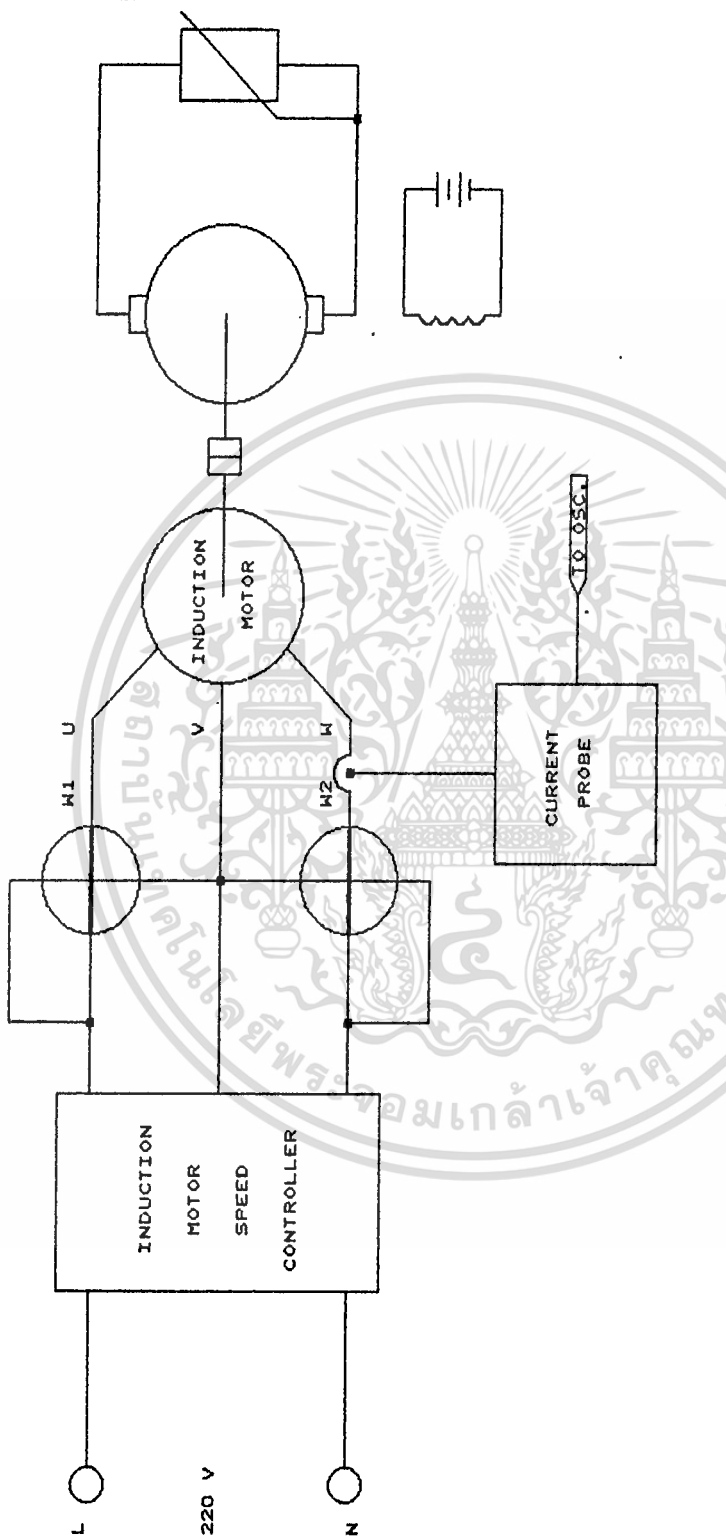 L
220 V
N
INDUCTION
MOTOR
SPEED
CONTROLLER
W1
U
V
W2
W
INDUCTION
MOTOR
CURRENT
PROBE
TO OSC.